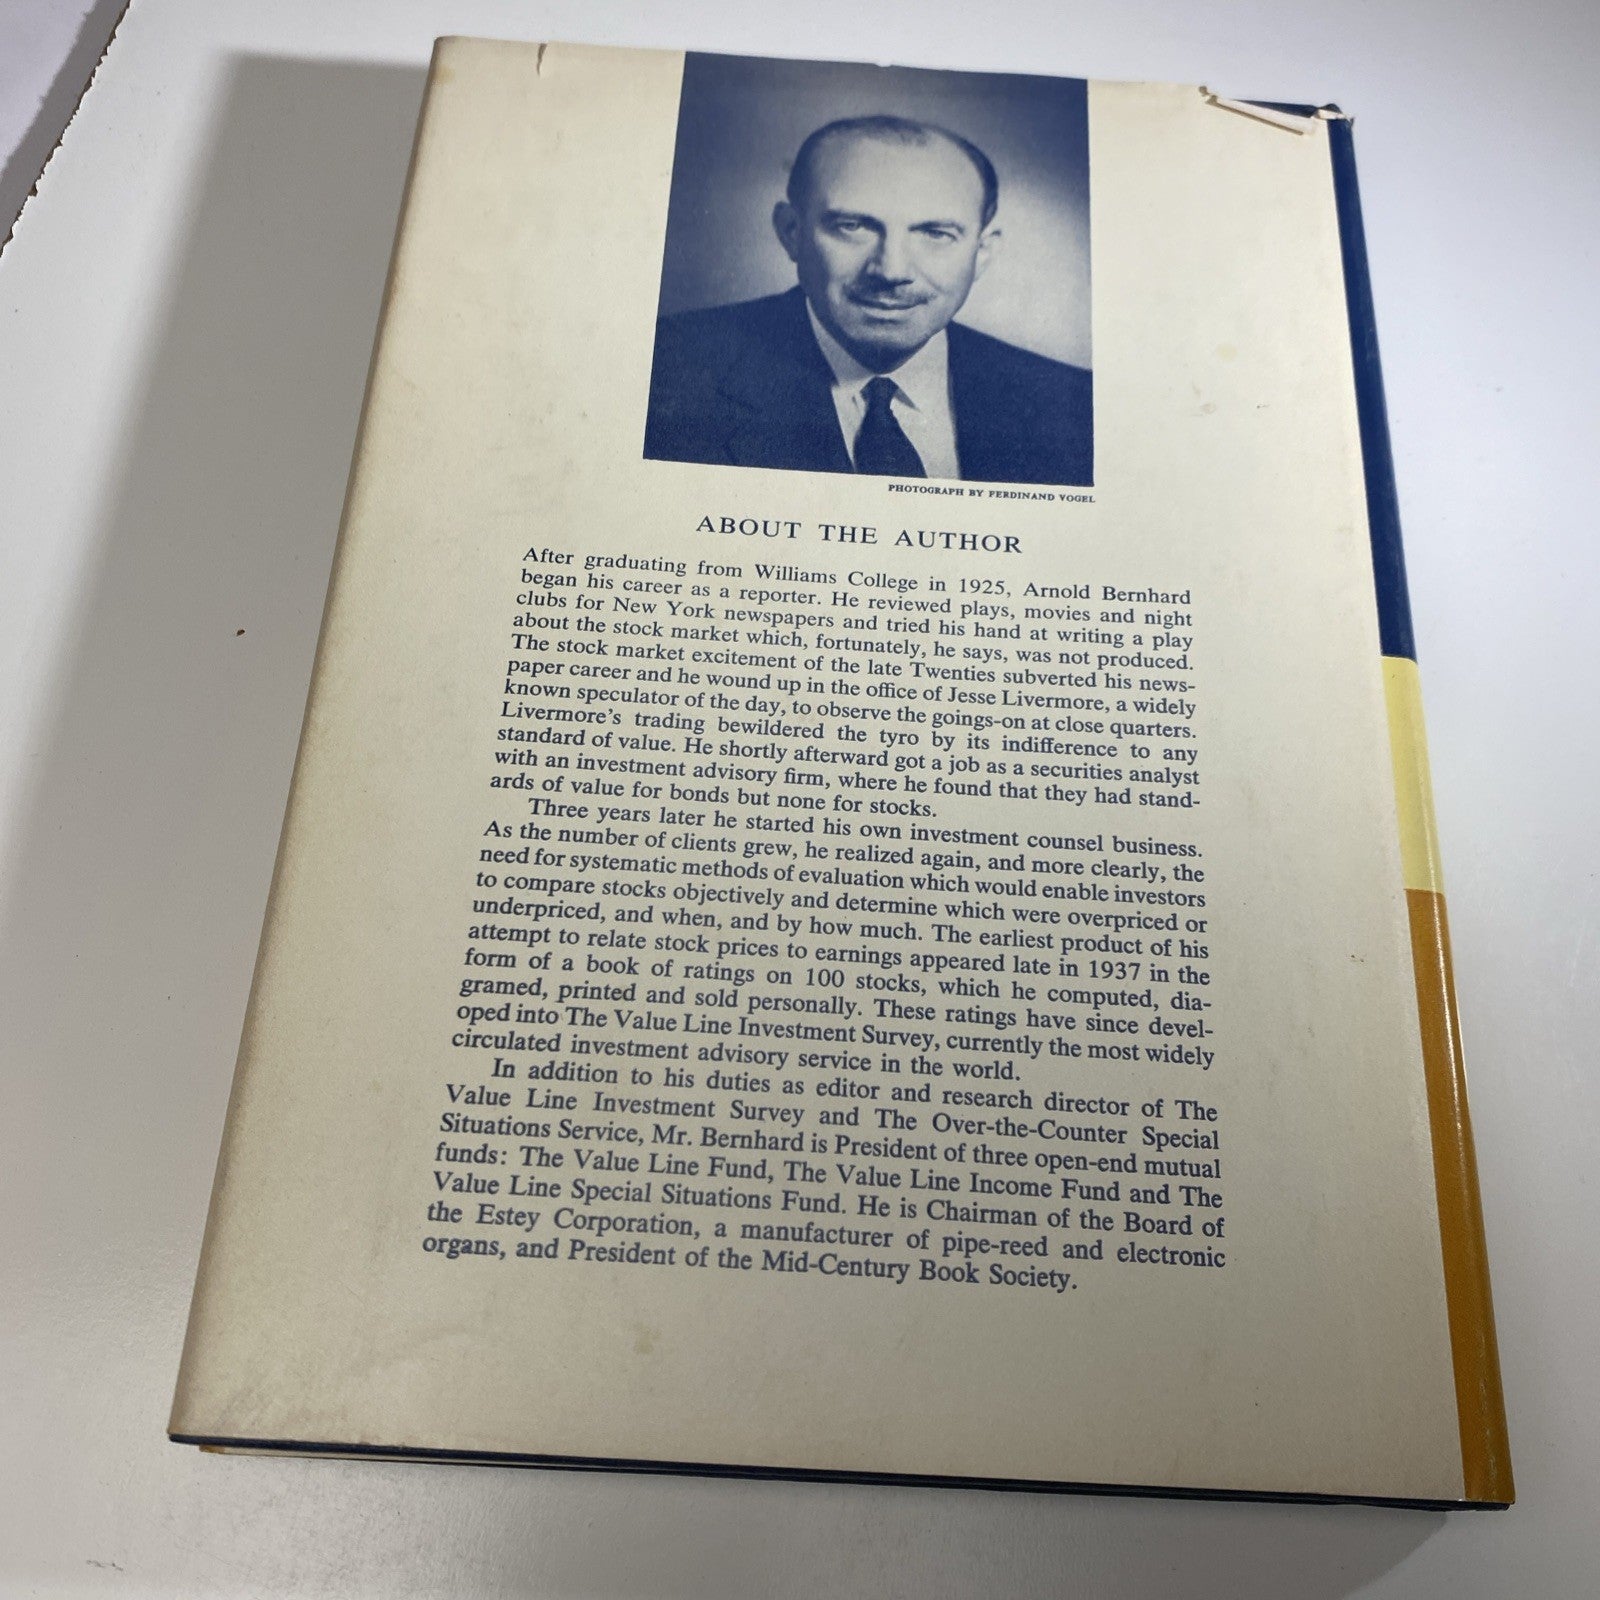 PHOTOGRAPH BY FERDINAND VOGEL
ABOUT THE AUTHOR
After graduating from Williams College in 1925, Arnold Bernhard
began his career as a reporter. He reviewed plays, movies and night
clubs for New York newspapers and tried his hand at writing a play
about the stock market which, fortunately, he says, was not produced.
The stock market excitement of the late Twenties subverted his news-
paper career and he wound up in the office of Jesse Livermore, a widely
known speculator of the day, to observe the goings-on at close quarters.
Livermore's trading bewildered the tyro by its indifference to any
standard of value. He shortly afterward got a job as a securities analyst
with an investment advisory firm, where he found that they had stand-
ards of value for bonds but none for stocks.
Three years later he started his own investment counsel business.
As the number of clients grew, he realized again, and more clearly, the
need for systematic methods of evaluation which would enable investors
to compare stocks objectively and determine which were overpriced or
underpriced, and when, and by how much. The earliest product of his
attempt to relate stock prices to earnings appeared late in 1937 in the
form of a book of ratings on 100 stocks, which he computed, dia-
gramed, printed and sold personally. These ratings have since devel-
oped into The Value Line Investment Survey, currently the most widely
circulated investment advisory service in the world.
In addition to his duties as editor and research director of The
Value Line Investment Survey and The Over-the-Counter Special
Situations Service, Mr. Bernhard is President of three open-end mutual
funds: The Value Line Fund, The Value Line Income Fund and The
Value Line Special Situations Fund. He is Chairman of the Board of
the Estey Corporation, a manufacturer of pipe-reed and electronic
organs, and President of the Mid-Century Book Society.